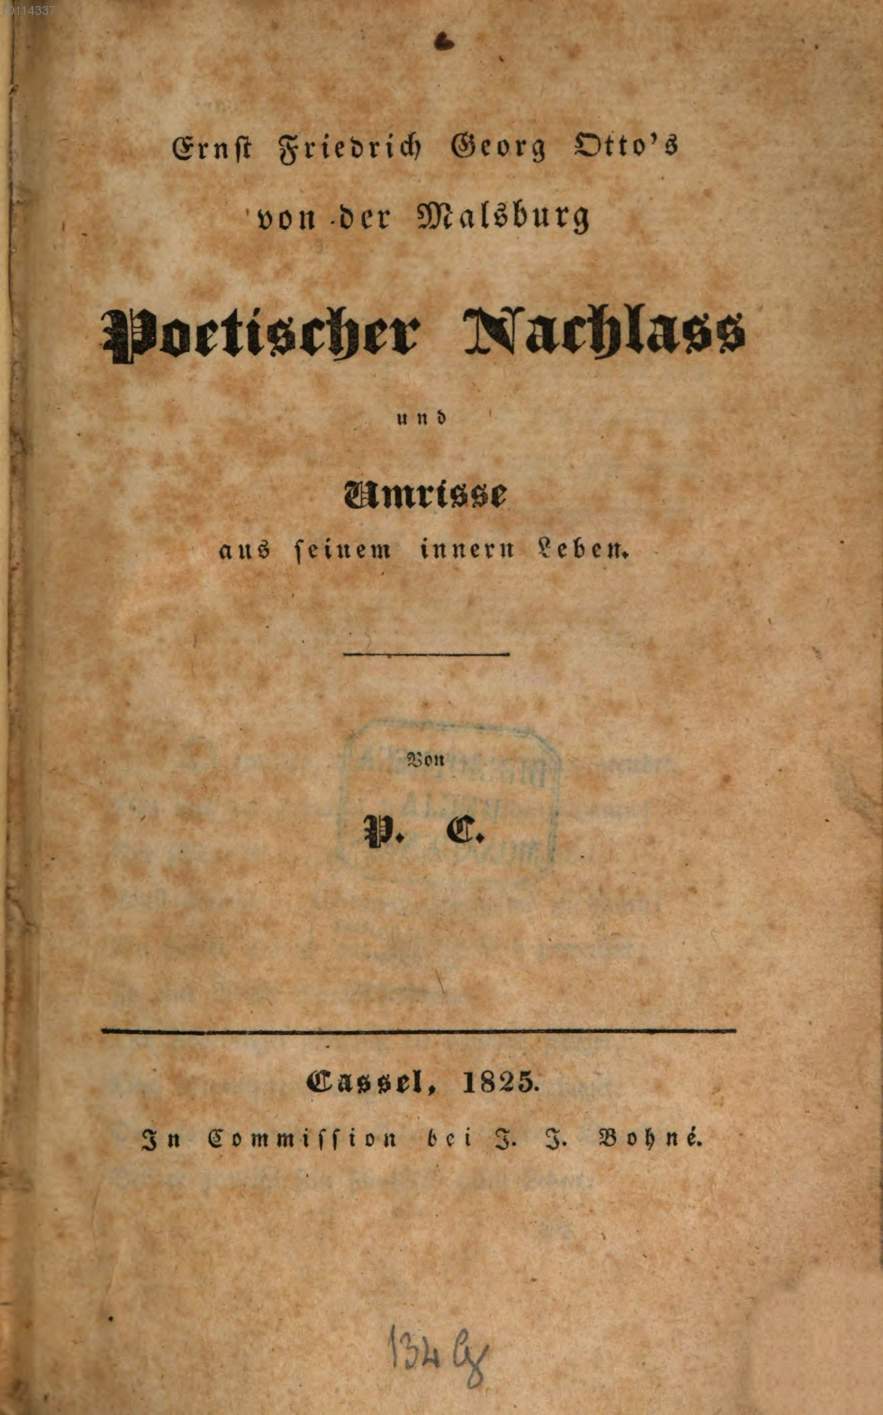 Ernſt Friedrich Georg Otto's
von der Malsburg
Poetischer Nachlass
und
Umrisse
aus ſeinem innern Leben.
Von
P. C.
Cassel, 1825.
In Commiſſion bei J. J. Bohné.